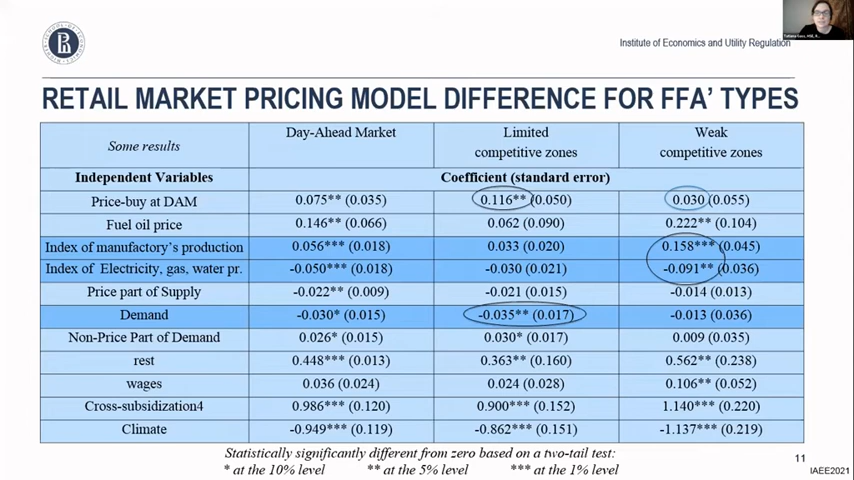 Institute of Economics and Utility Regulation
RETAIL MARKET PRICING MODEL DIFFERENCE FOR FFA' TYPES
Some results Day-Ahead Market Limited competitive zones Weak competitive zones
Independent Variables Coefficient (standard error)
Price-buy at DAM 0.075** (0.035) 0.116** (0.050) 0.030 (0.055)
Fuel oil price 0.146** (0.066) 0.062 (0.090) 0.222** (0.104)
Index of manufactory's production 0.056*** (0.018) 0.033 (0.020) 0.158*** (0.045)
Index of Electricity, gas, water pr. -0.050*** (0.018) -0.030 (0.021) -0.091** (0.036)
Price part of Supply -0.022** (0.009) -0.021 (0.015) -0.014 (0.013)
Demand -0.030* (0.015) -0.035** (0.017) -0.013 (0.036)
Non-Price Part of Demand 0.026* (0.015) 0.030* (0.017) 0.009 (0.035)
rest 0.448*** (0.013) 0.363** (0.160) 0.562** (0.238)
wages 0.036 (0.024) 0.024 (0.028) 0.106** (0.052)
Cross-subsidization4 0.986*** (0.120) 0.900*** (0.152) 1.140*** (0.220)
Climate -0.949*** (0.119) -0.862*** (0.151) -1.137*** (0.219)
Statistically significantly different from zero based on a two-tail test:
* at the 10% level ** at the 5% level *** at the 1% level
11
IAEE2021